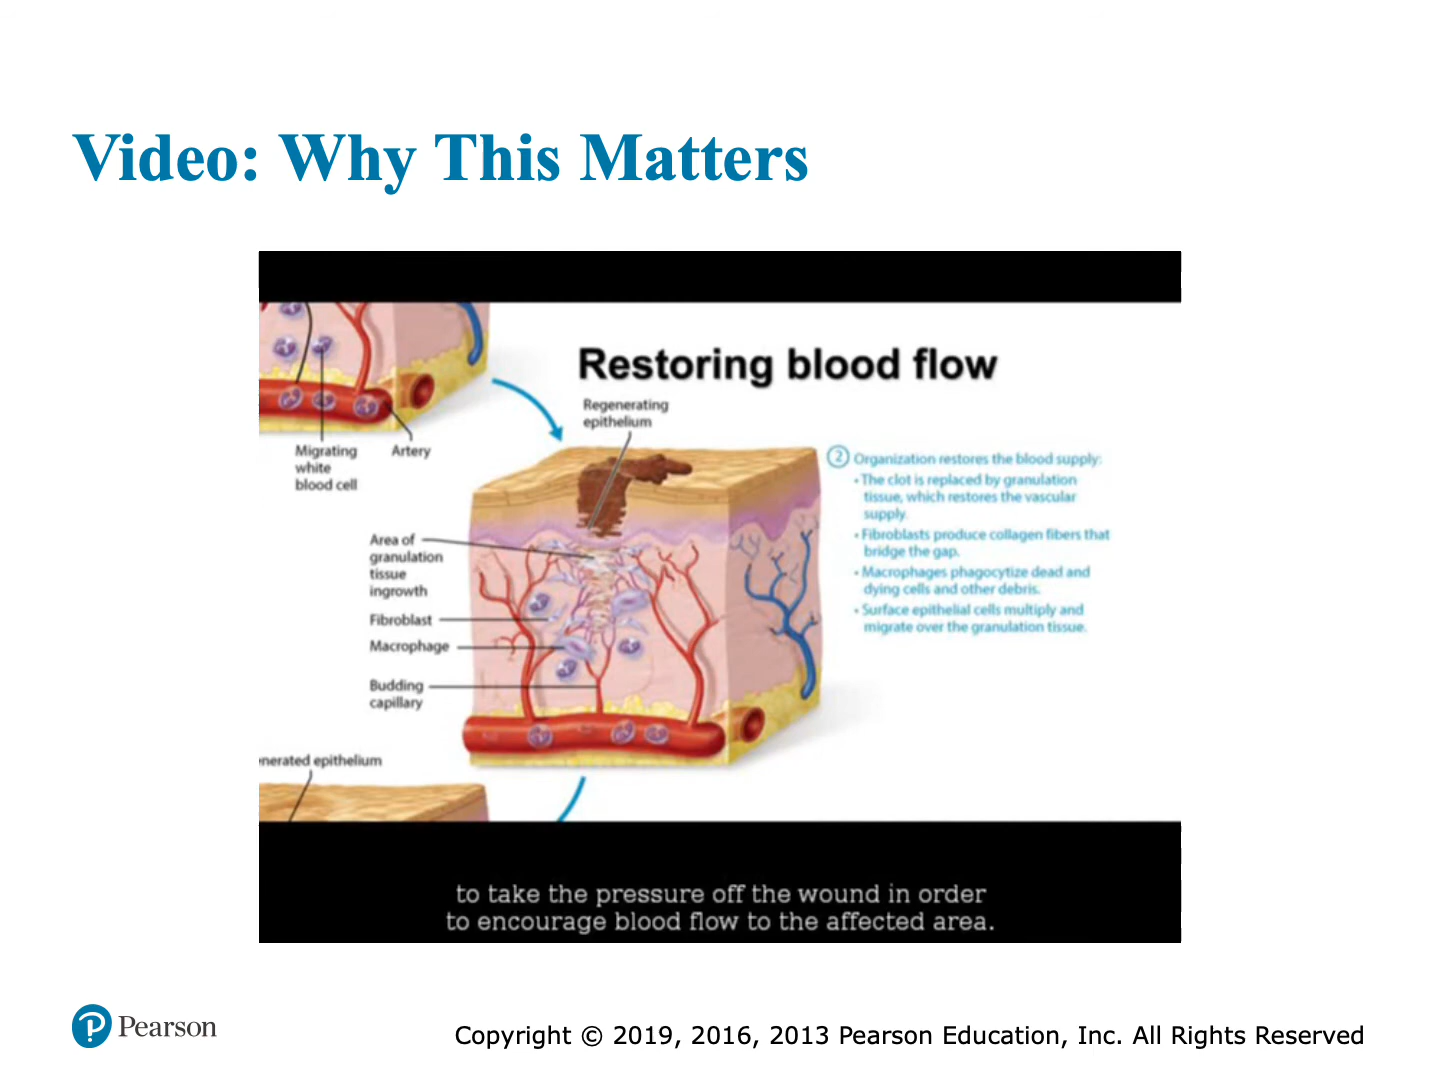 Video: Why This Matters
Restoring blood flow
Regenerating
epithelium
Migrating
white
blood cell
Artery
2 Organization restores the blood supply:
• The clot is replaced by granulation
tissue, which restores the vascular
supply.
• Fibroblasts produce collagen fibers that
bridge the gap.
• Macrophages phagocytize dead and
dying cells and other debris.
• Surface epithelial cells multiply and
migrate over the granulation tissue.
Area of
granulation
tissue
ingrowth
Fibroblast
Macrophage
Budding
capillary
nerated epithelium
to take the pressure off the wound in order
to encourage blood flow to the affected area.
Pearson
Copyright © 2019, 2016, 2013 Pearson Education, Inc. All Rights Reserved